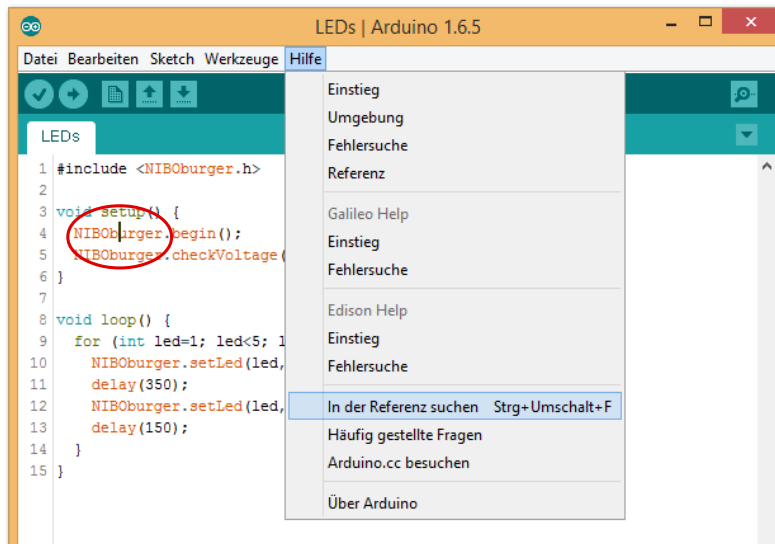 LEDs | Arduino 1.6.5
Datei Bearbeiten Sketch Werkzeuge Hilfe
LEDs
1 #include <NIBOburger.h>
2
3 void setup() {
4 NIBOburger.begin();
5 NIBOburger.checkVoltage(
6 }
7
8 void loop() {
9 for (int led=1; led<5; l
10 NIBOburger.setLed(led,
11 delay(350);
12 NIBOburger.setLed(led,
13 delay(150);
14 }
15 }
Einstieg
Umgebung
Fehlersuche
Referenz
Galileo Help
Einstieg
Fehlersuche
Edison Help
Einstieg
Fehlersuche
In der Referenz suchen Strg+Umschalt+F
Häufig gestellte Fragen
Arduino.cc besuchen
Über Arduino